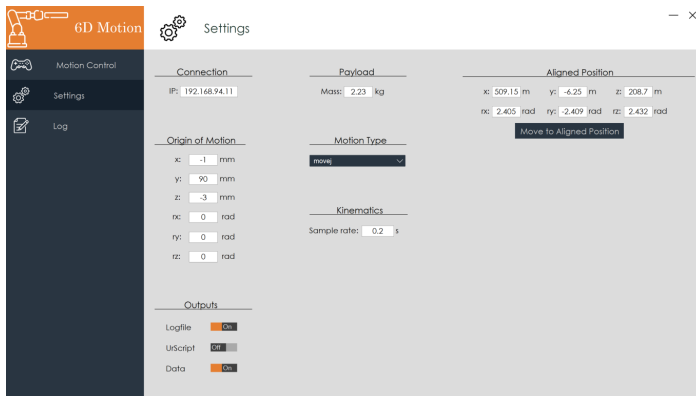 6D Motion
Settings
Motion Control
Settings
Log
Connection
IP: 192.168.94.11
Origin of Motion
x: -1 mm
y: 90 mm
z: -3 mm
rx: 0 rad
ry: 0 rad
rz: 0 rad
Outputs
Logfile On
UrScript Off
Data On
Payload
Mass: 2.23 kg
Motion Type
movej
Kinematics
Sample rate: 0.2 s
Aligned Position
x: 509.15 m y: -6.25 m z: 208.7 m
rx: 2.405 rad ry: -2.409 rad rz: 2.432 rad
Move to Aligned Position